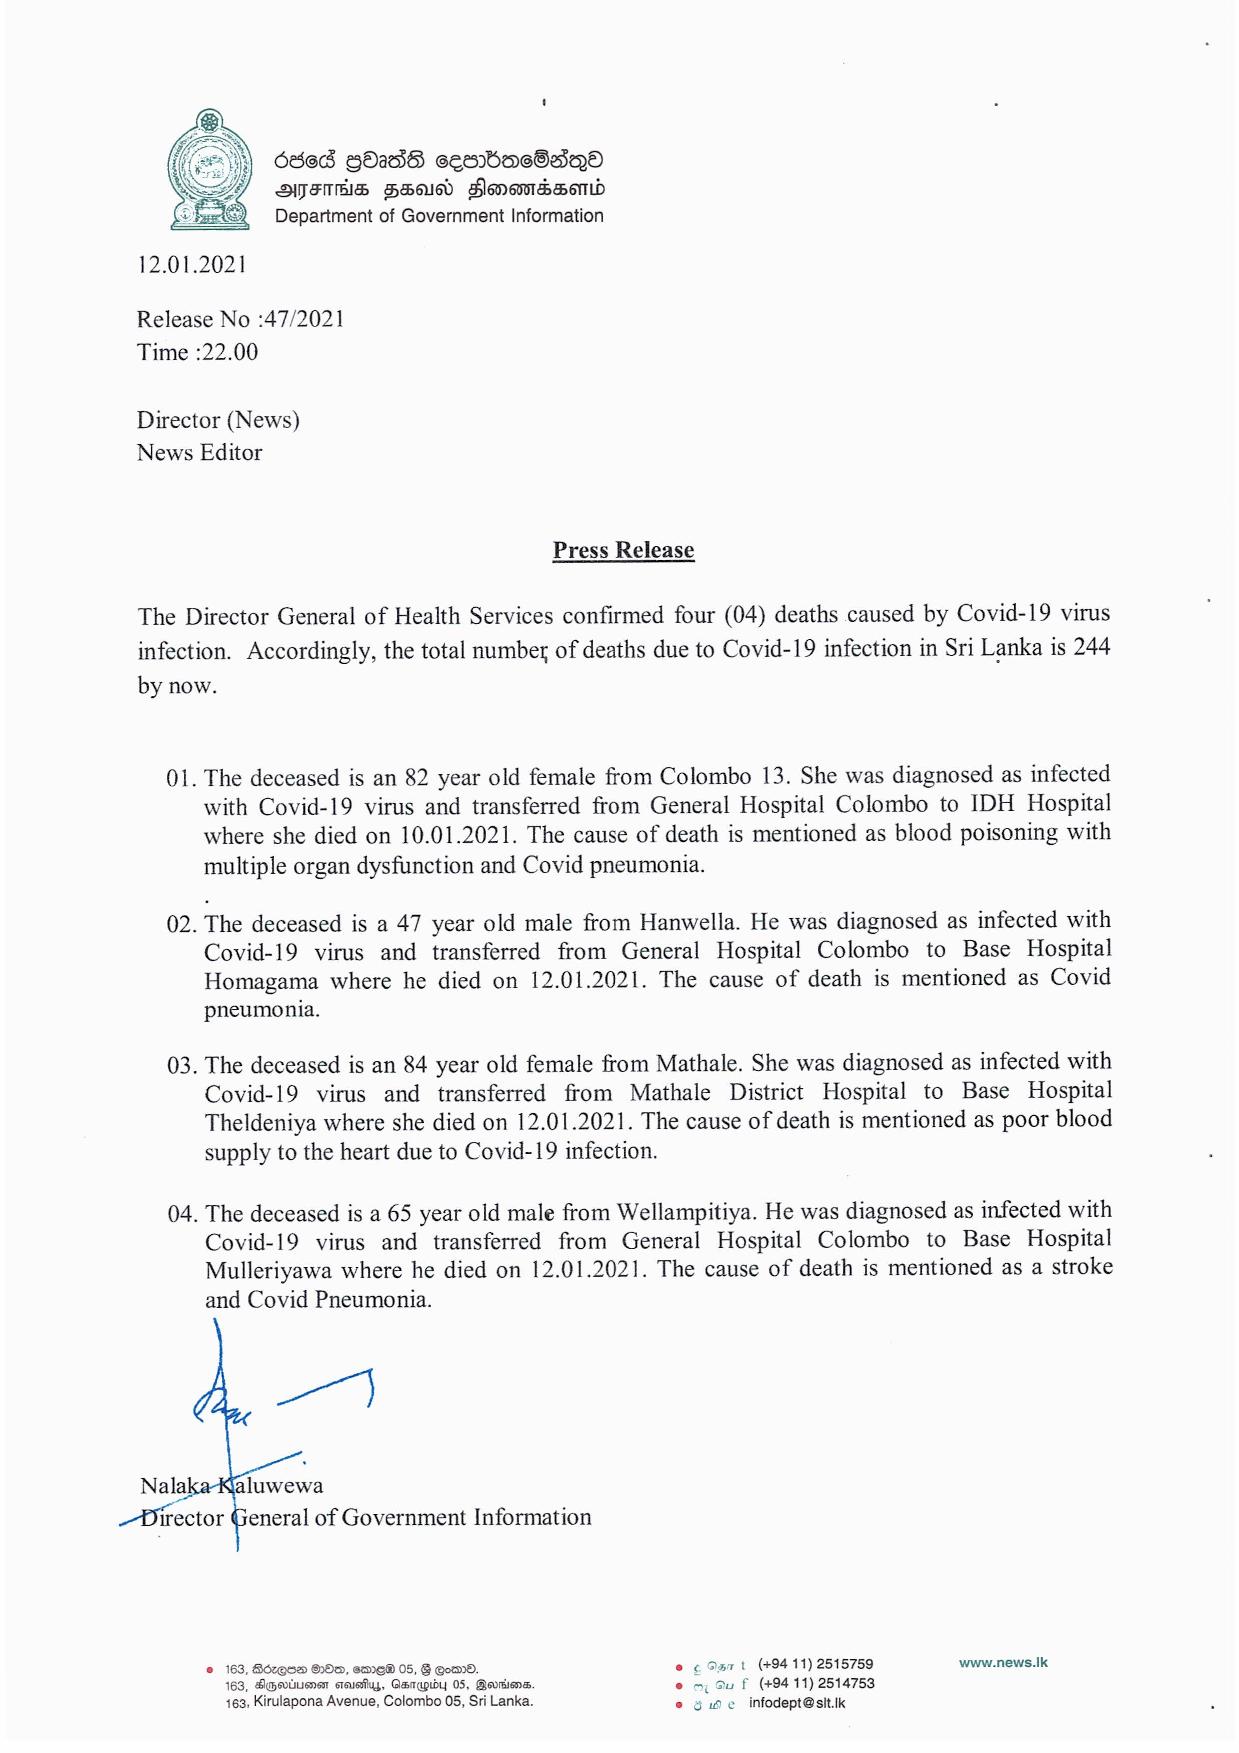 රජයේ ප්‍රවෘත්ති දෙපාර්තමේන්තුව
அரசாங்க தகவல் திணைக்களம்
Department of Government Information
12.01.2021
Release No :47/2021
Time :22.00
Director (News)
News Editor
Press Release
The Director General of Health Services confirmed four (04) deaths caused by Covid-19 virus
infection. Accordingly, the total number of deaths due to Covid-19 infection in Sri Lanka is 244
by now.
01. The deceased is an 82 year old female from Colombo 13. She was diagnosed as infected
with Covid-19 virus and transferred from General Hospital Colombo to IDH Hospital
where she died on 10.01.2021. The cause of death is mentioned as blood poisoning with
multiple organ dysfunction and Covid pneumonia.
02. The deceased is a 47 year old male from Hanwella. He was diagnosed as infected with
Covid-19 virus and transferred from General Hospital Colombo to Base Hospital
Homagama where he died on 12.01.2021. The cause of death is mentioned as Covid
pneumonia.
03. The deceased is an 84 year old female from Mathale. She was diagnosed as infected with
Covid-19 virus and transferred from Mathale District Hospital to Base Hospital
Theldeniya where she died on 12.01.2021. The cause of death is mentioned as poor blood
supply to the heart due to Covid-19 infection.
04. The deceased is a 65 year old male from Wellampitiya. He was diagnosed as infected with
Covid-19 virus and transferred from General Hospital Colombo to Base Hospital
Mulleriyawa where he died on 12.01.2021. The cause of death is mentioned as a stroke
and Covid Pneumonia.
Nalaka Kaluwewa
Director General of Government Information
163, කිරුලපන මාවත, කොළඹ 05, ශ්‍රී ලංකාව.
163, கிருலப்பனை எவனியூ, கொழும்பு 05, இலங்கை.
163, Kirulapona Avenue, Colombo 05, Sri Lanka.
දු தொ t (+94 11) 2515759
ෆැ பெ f (+94 11) 2514753
ඊ மி e infodept@slt.lk
www.news.lk